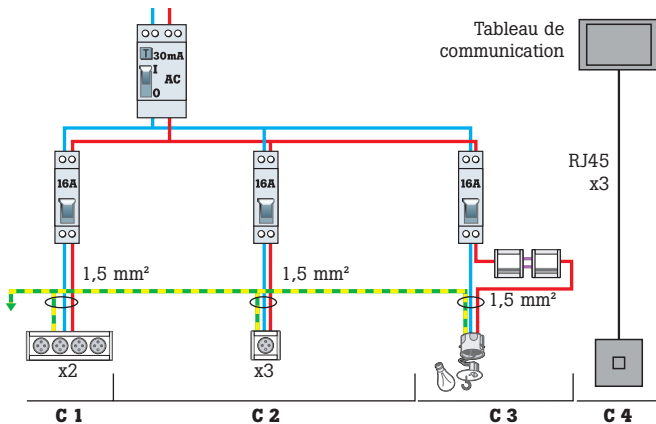 Tableau de
communication
T 30mA
I
AC
O
16A 16A 16A
RJ45
x3
1,5 mm² 1,5 mm² 1,5 mm²
x2 x3
C 1 C 2 C 3 C 4